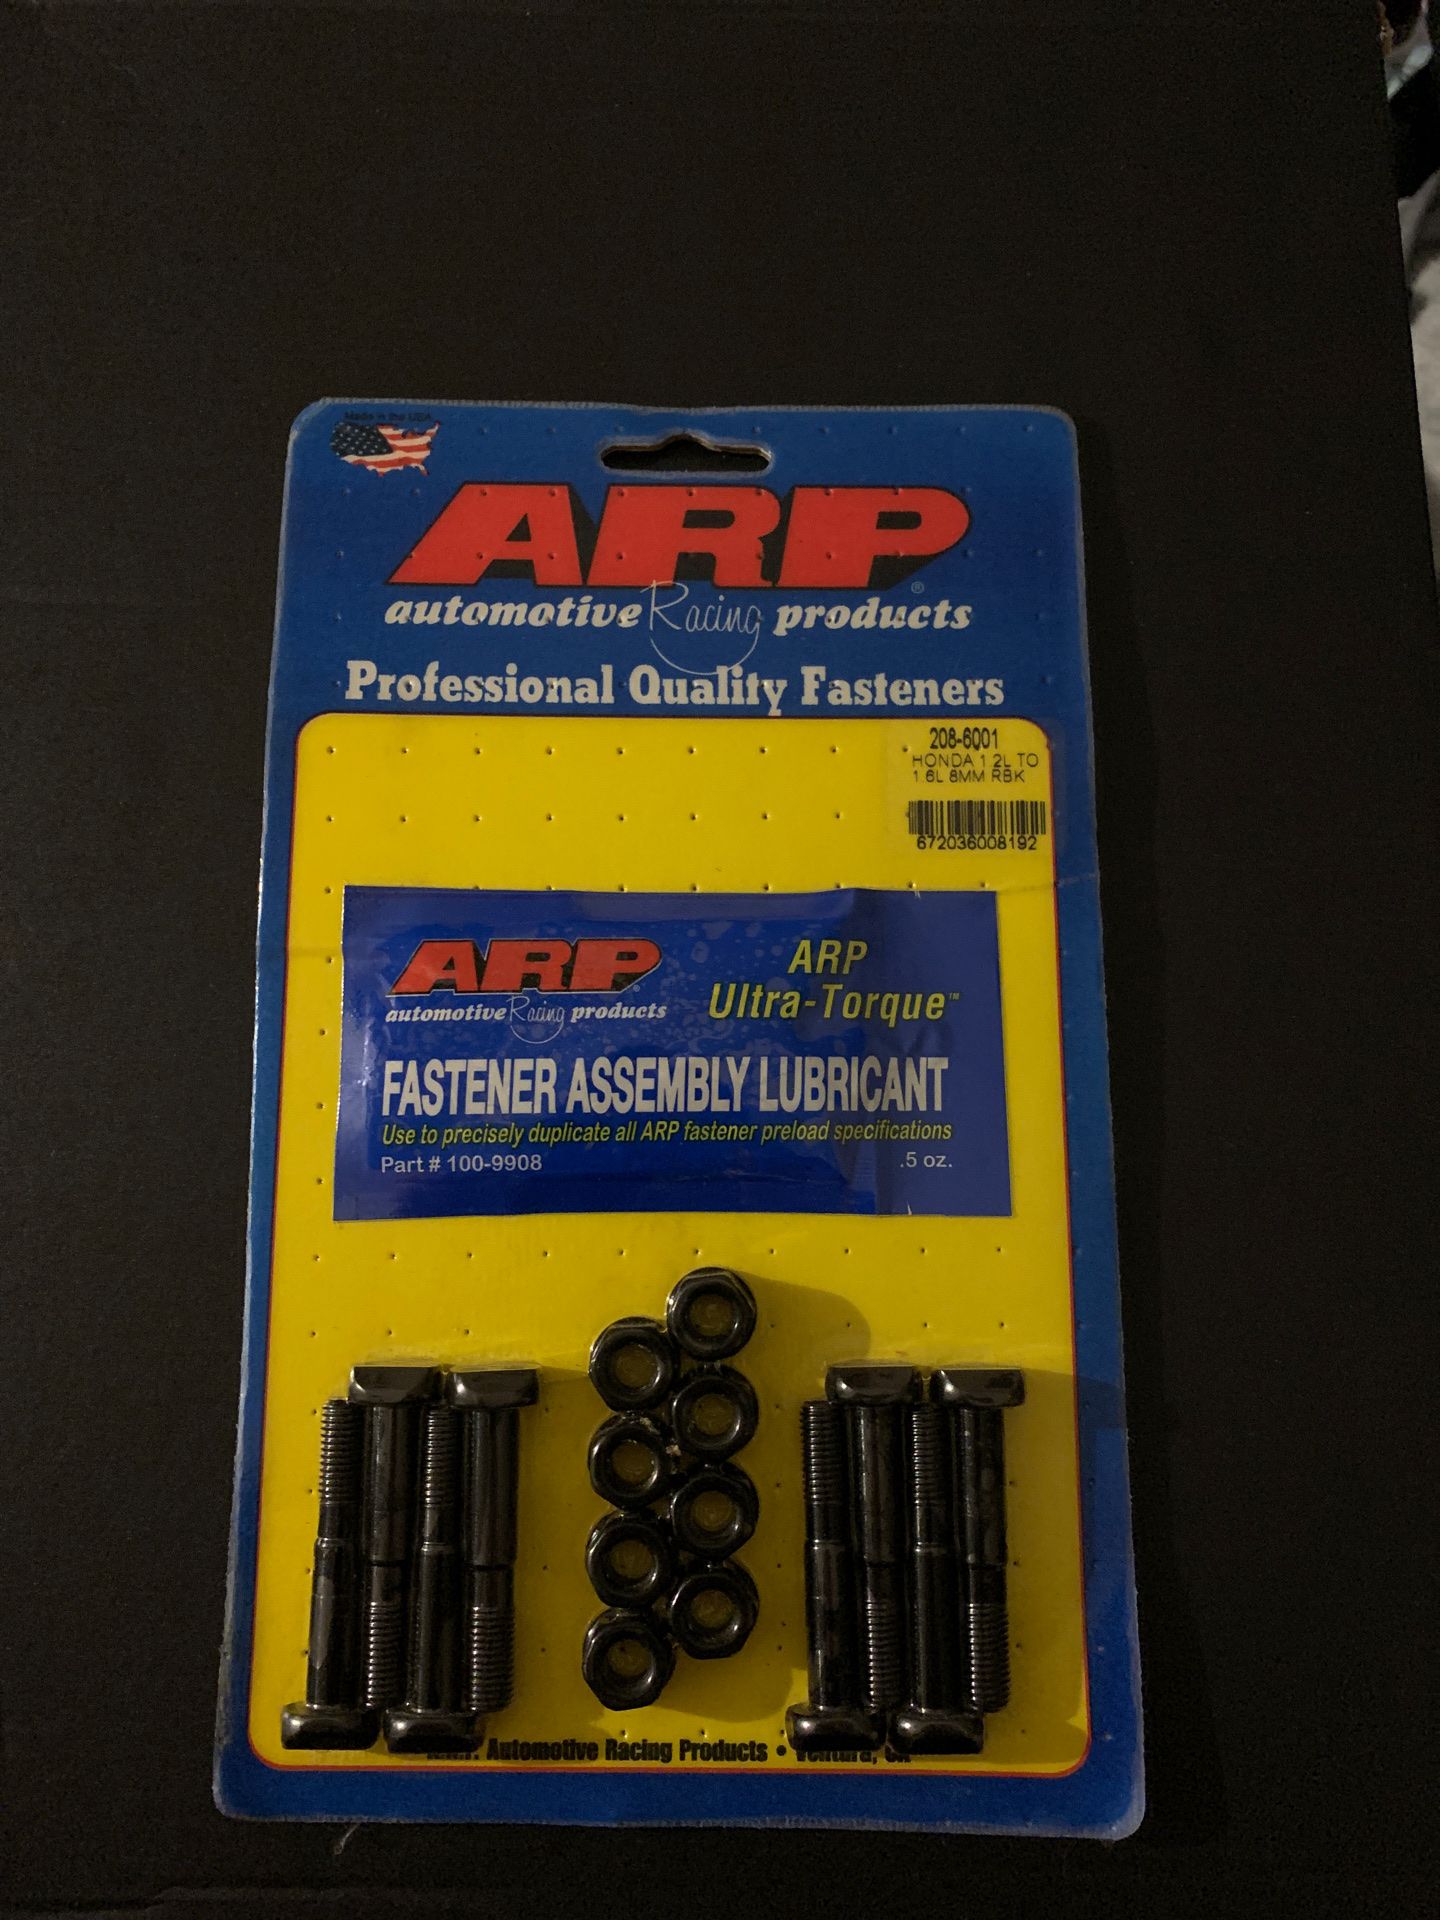 Made in the USA
ARP®
automotive Racing products
Professional Quality Fasteners
208-6001
HONDA 1.2L TO
1.6L 8MM RBK
672036008192
ARP®
automotive Racing products
ARP
Ultra-Torque™
FASTENER ASSEMBLY LUBRICANT
Use to precisely duplicate all ARP fastener preload specifications
Part # 100-9908
.5 oz.
Automotive Racing Products • Ventura,